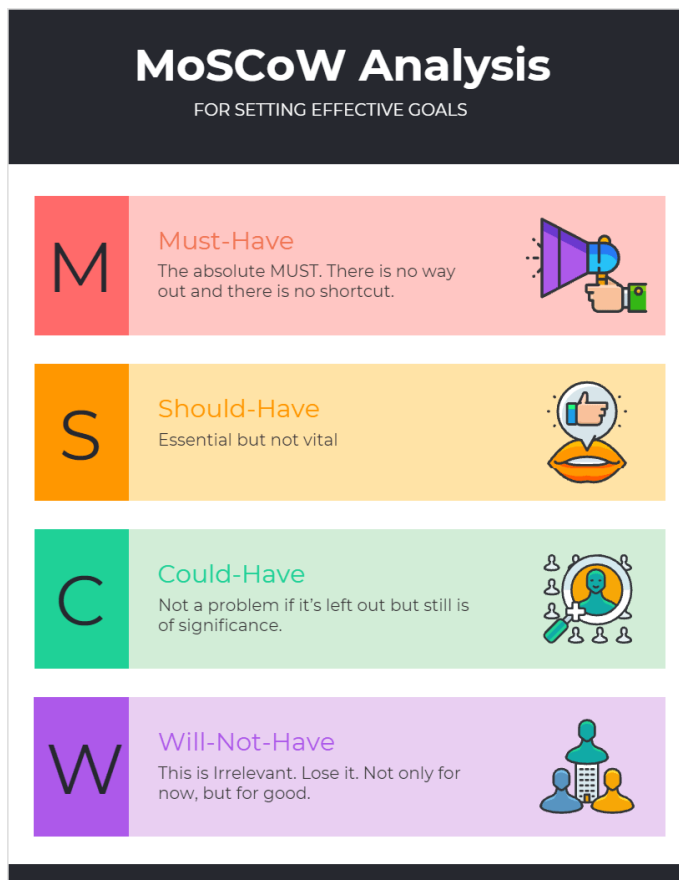 MoSCoW Analysis
FOR SETTING EFFECTIVE GOALS
M
Must-Have
The absolute MUST. There is no way
out and there is no shortcut.
S
Should-Have
Essential but not vital
C
Could-Have
Not a problem if it's left out but still is
of significance.
W
Will-Not-Have
This is Irrelevant. Lose it. Not only for
now, but for good.